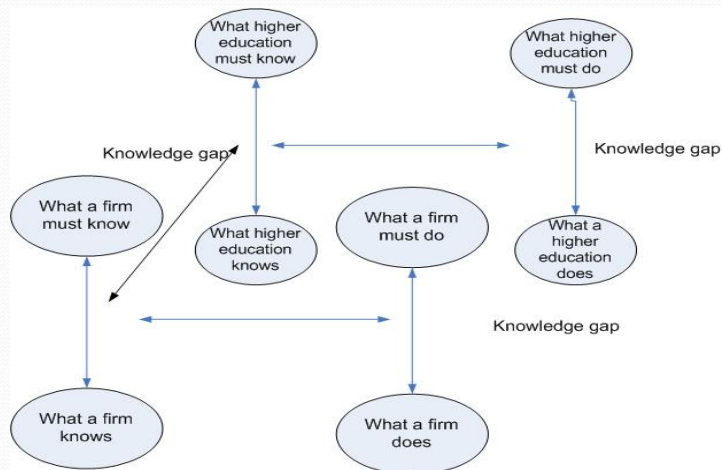 What higher
education
must know
What higher
education
must do
Knowledge gap
Knowledge gap
What a firm
must know
What higher
education
knows
What a firm
must do
What a
higher
education
does
Knowledge gap
What a firm
knows
What a firm
does